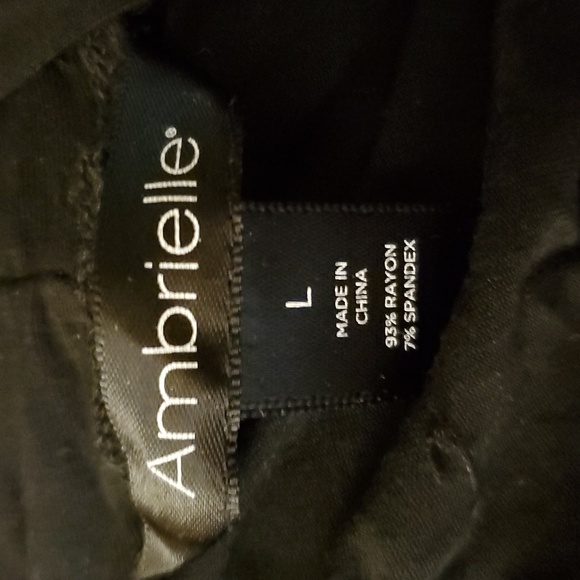 Ambrielle®
L
MADE IN
CHINA
93% RAYON
7% SPANDEX